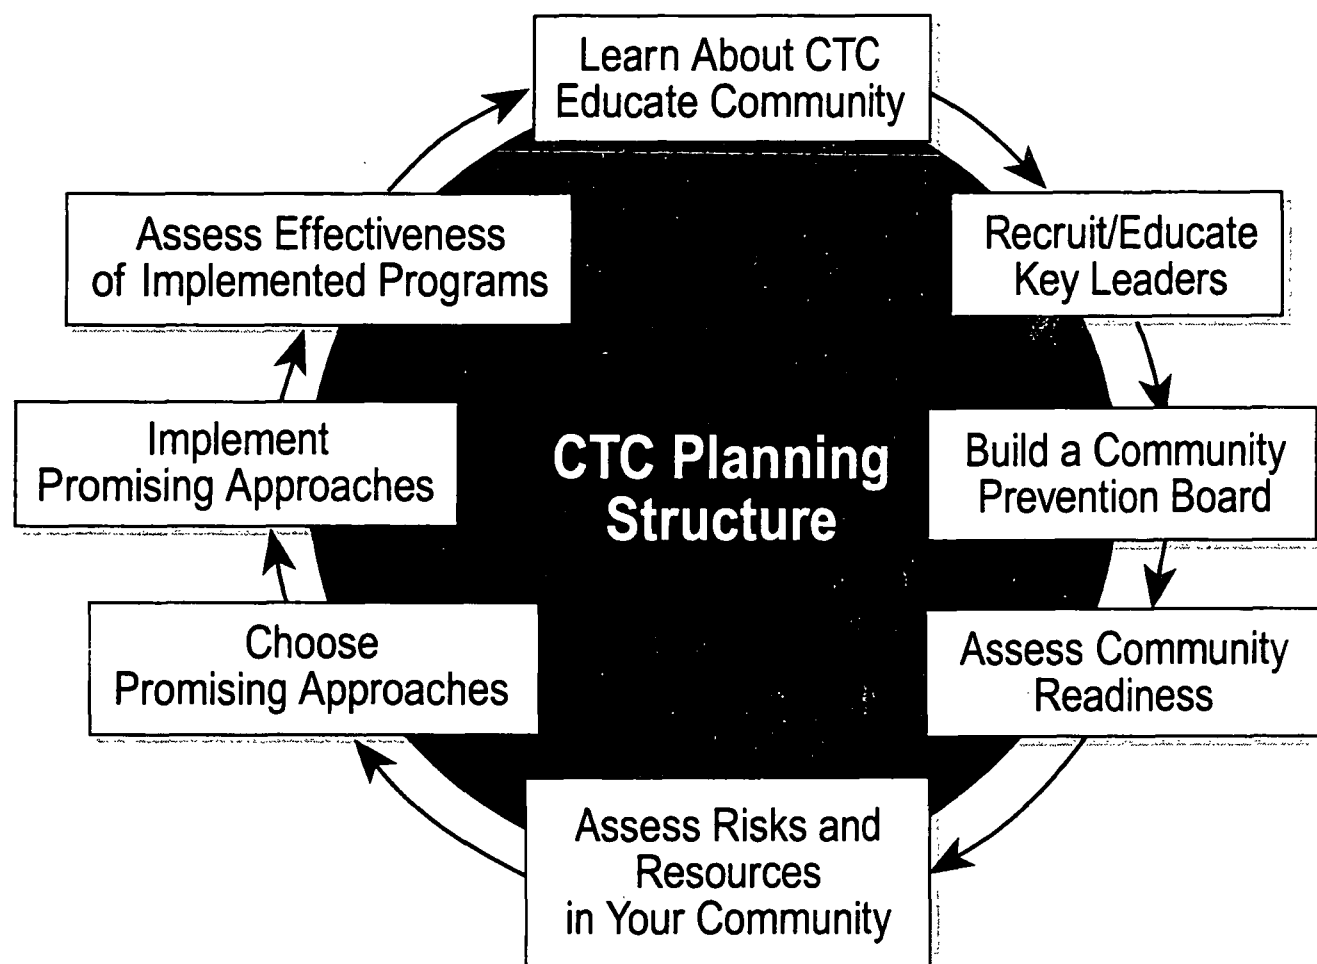 Learn About CTC
Educate Community
Recruit/Educate
Key Leaders
Build a Community
Prevention Board
Assess Community
Readiness
Assess Risks and
Resources
in Your Community
Choose
Promising Approaches
Implement
Promising Approaches
Assess Effectiveness
of Implemented Programs
CTC Planning
Structure